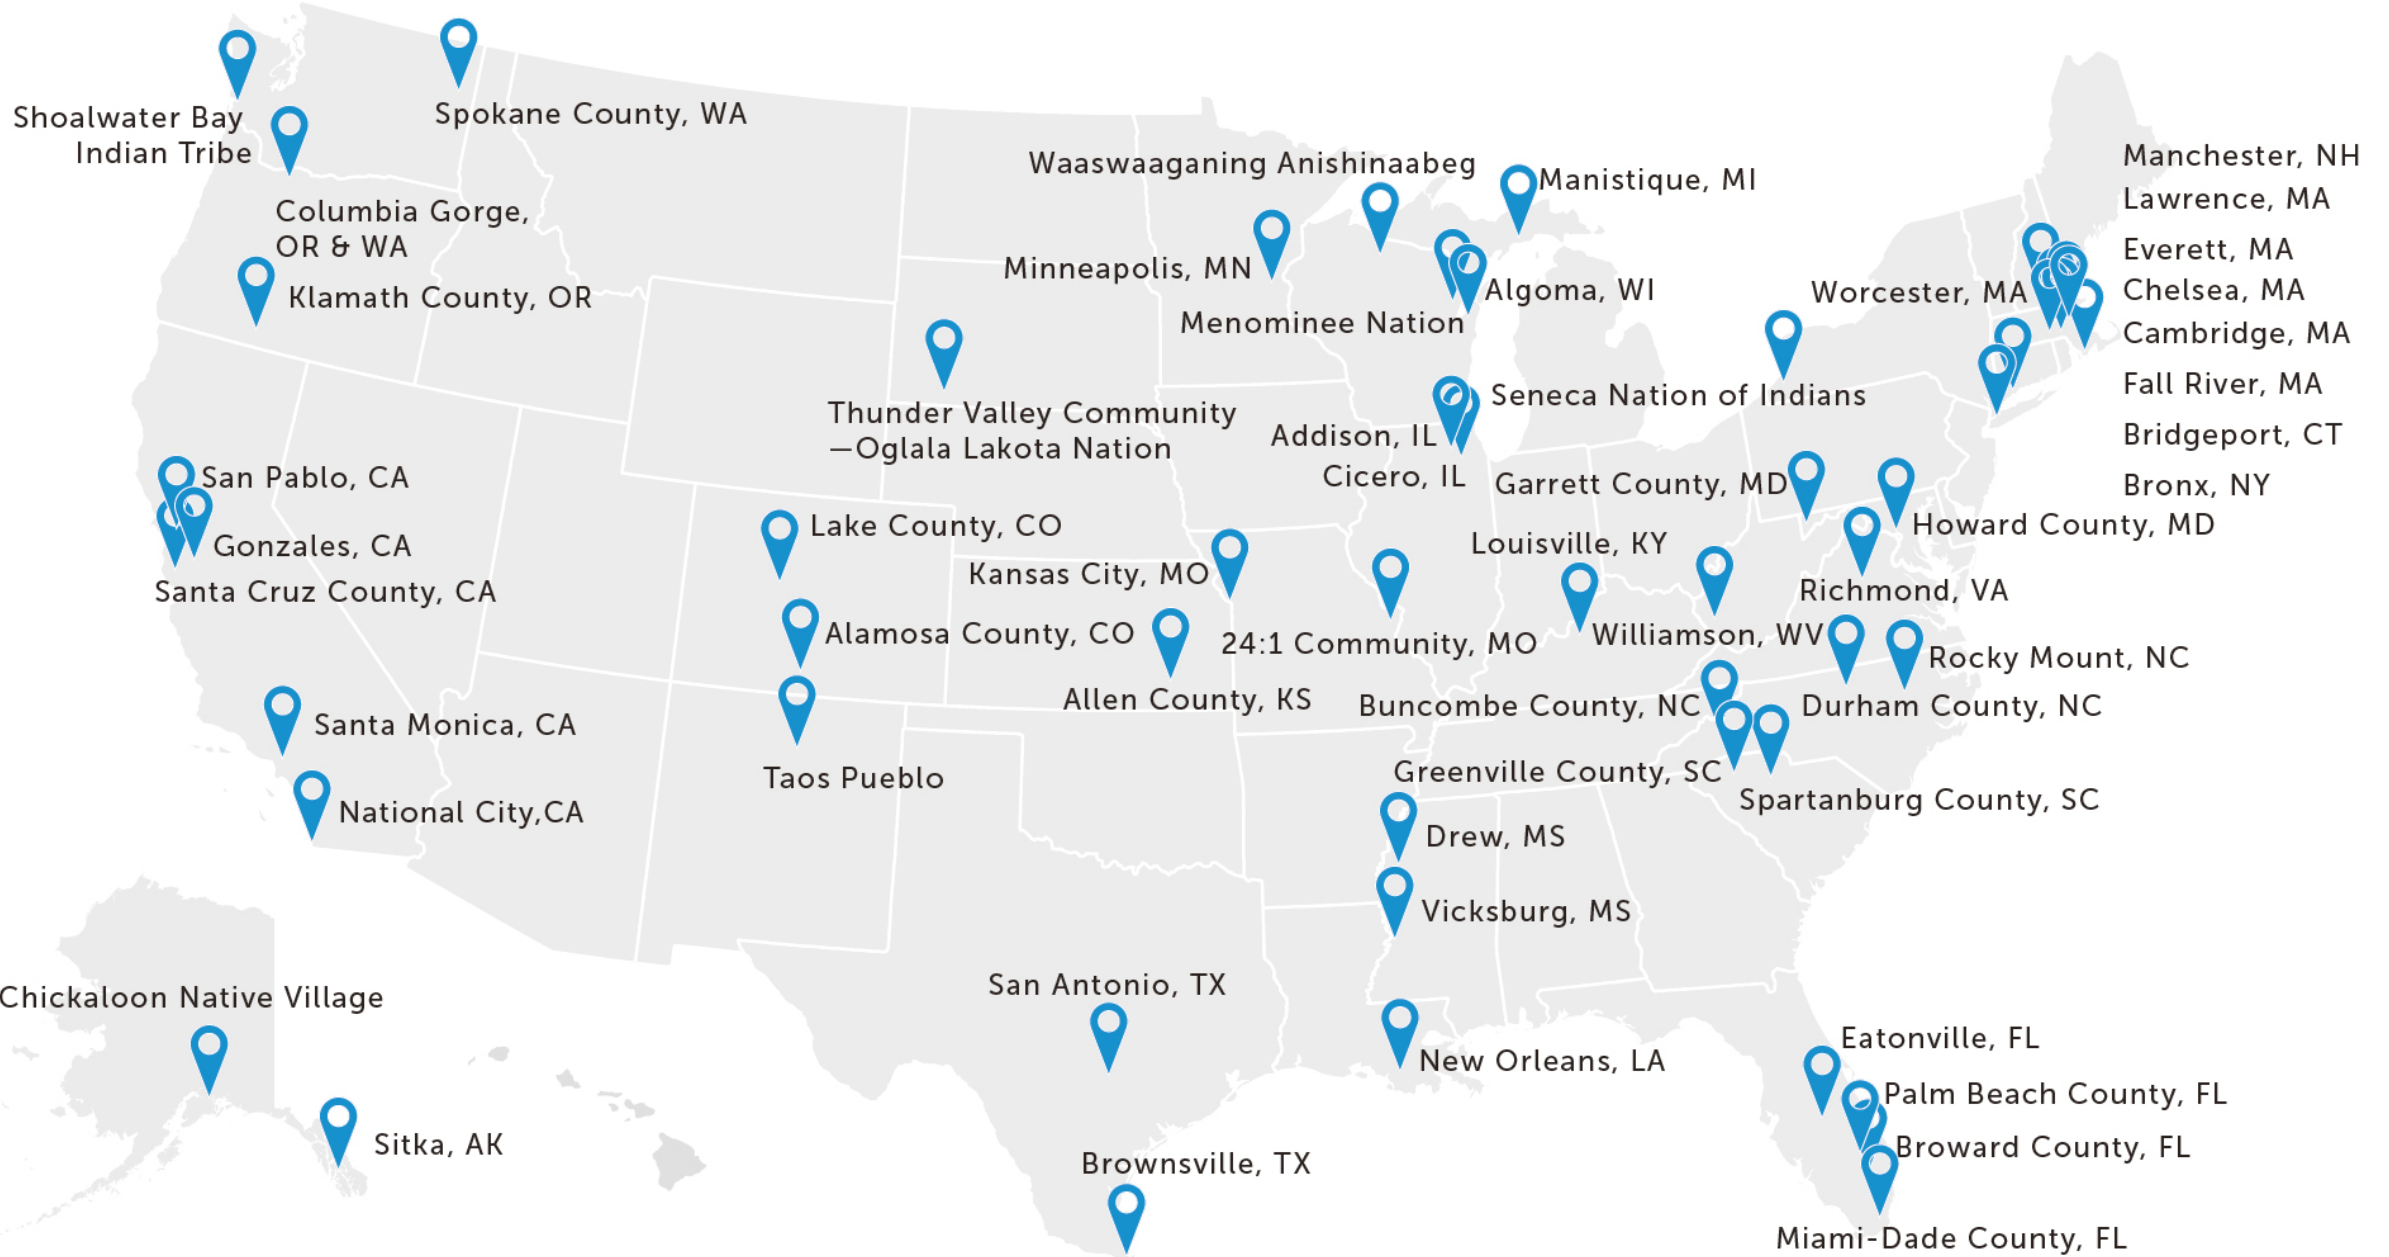 Shoalwater Bay
Indian Tribe
Spokane County, WA
Columbia Gorge,
OR & WA
Klamath County, OR
Waaswaaganing Anishinaabeg
Manistique, MI
Minneapolis, MN
Algoma, WI
Menominee Nation
Manchester, NH
Lawrence, MA
Everett, MA
Worcester, MA
Chelsea, MA
Cambridge, MA
Fall River, MA
Bridgeport, CT
Bronx, NY
Thunder Valley Community
—Oglala Lakota Nation
Seneca Nation of Indians
Addison, IL
Cicero, IL
Garrett County, MD
Howard County, MD
San Pablo, CA
Gonzales, CA
Santa Cruz County, CA
Lake County, CO
Kansas City, MO
Louisville, KY
Richmond, VA
Alamosa County, CO
24:1 Community, MO
Williamson, WV
Rocky Mount, NC
Allen County, KS
Buncombe County, NC
Durham County, NC
Santa Monica, CA
Taos Pueblo
Greenville County, SC
Spartanburg County, SC
National City,CA
Drew, MS
Vicksburg, MS
Chickaloon Native Village
San Antonio, TX
New Orleans, LA
Eatonville, FL
Palm Beach County, FL
Sitka, AK
Brownsville, TX
Broward County, FL
Miami-Dade County, FL